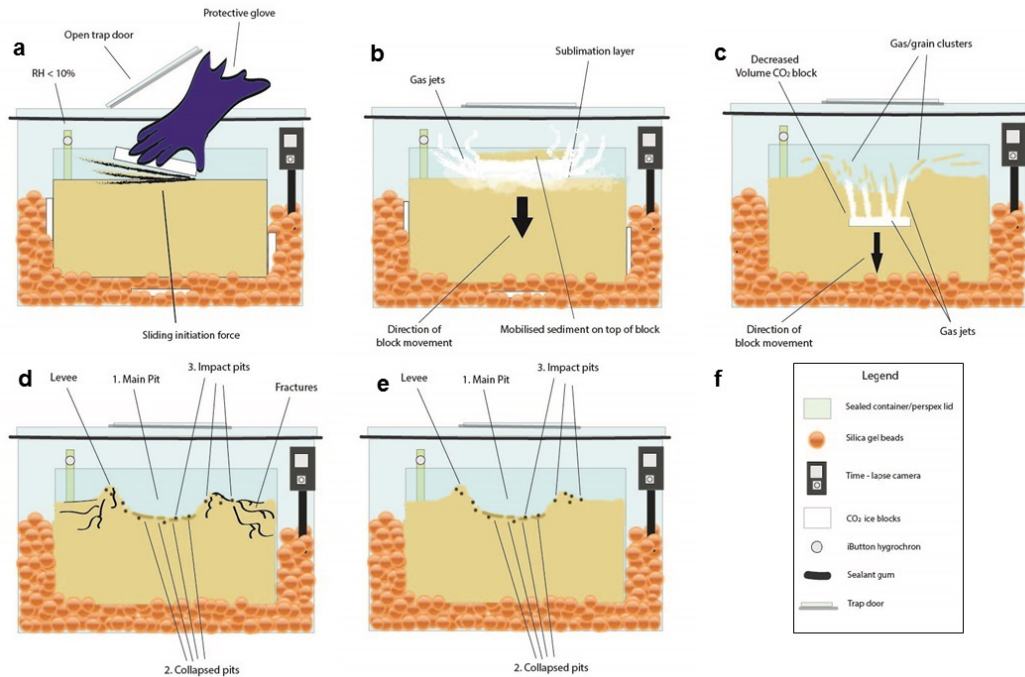 a
Open trap door
Protective glove
RH < 10%
Sliding initiation force
b
Gas jets
Sublimation layer
Direction of
block movement
Mobilised sediment on top of block
c
Decreased
Volume CO₂ block
Gas/grain clusters
Direction of
block movement
Gas jets
d
Levee
1. Main Pit
3. Impact pits
Fractures
2. Collapsed pits
e
Levee
1. Main Pit
3. Impact pits
2. Collapsed pits
f
Legend
Sealed container/perspex lid
Silica gel beads
Time - lapse camera
CO₂ ice blocks
iButton hygrochron
Sealant gum
Trap door